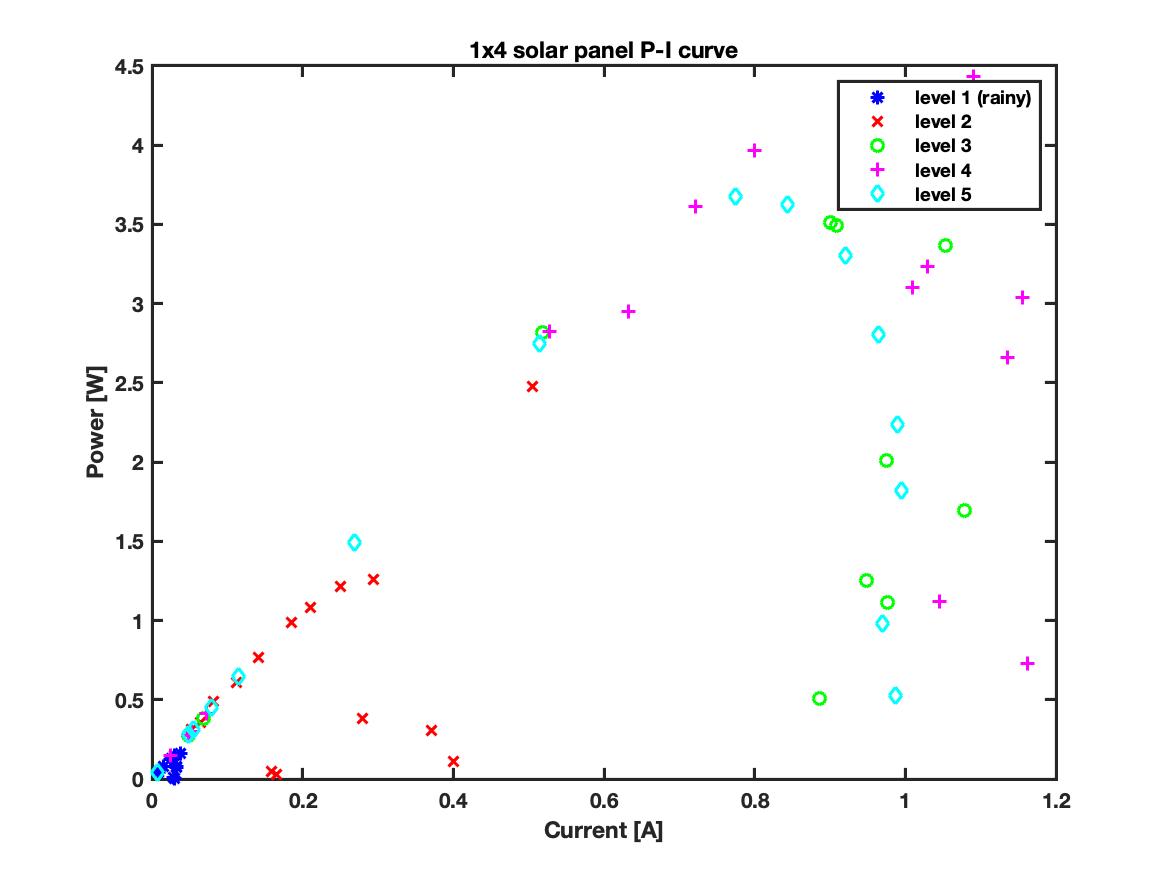 1x4 solar panel P-I curve
4.5
4
3.5
3
2.5
2
1.5
1
0.5
0
Power [W]
level 1 (rainy)
level 2
level 3
level 4
level 5
0 0.2 0.4 0.6 0.8 1 1.2
Current [A]